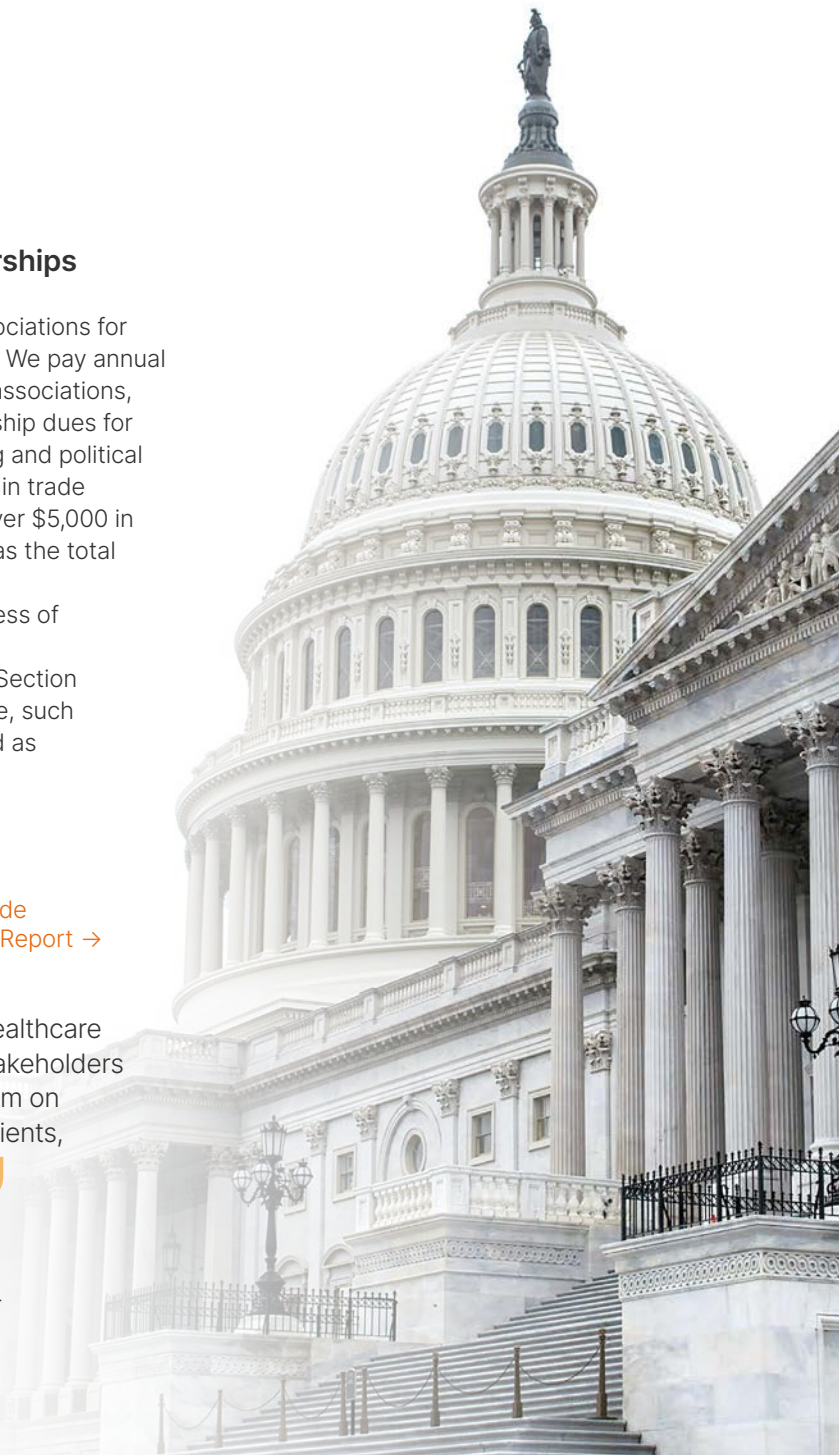 rships
ociations for
We pay annual
associations,
ship dues for
g and political
in trade
ver $5,000 in
as the total
ess of
Section
e, such
d as
de
Report →
ealthcare
akeholders
m on
ients,